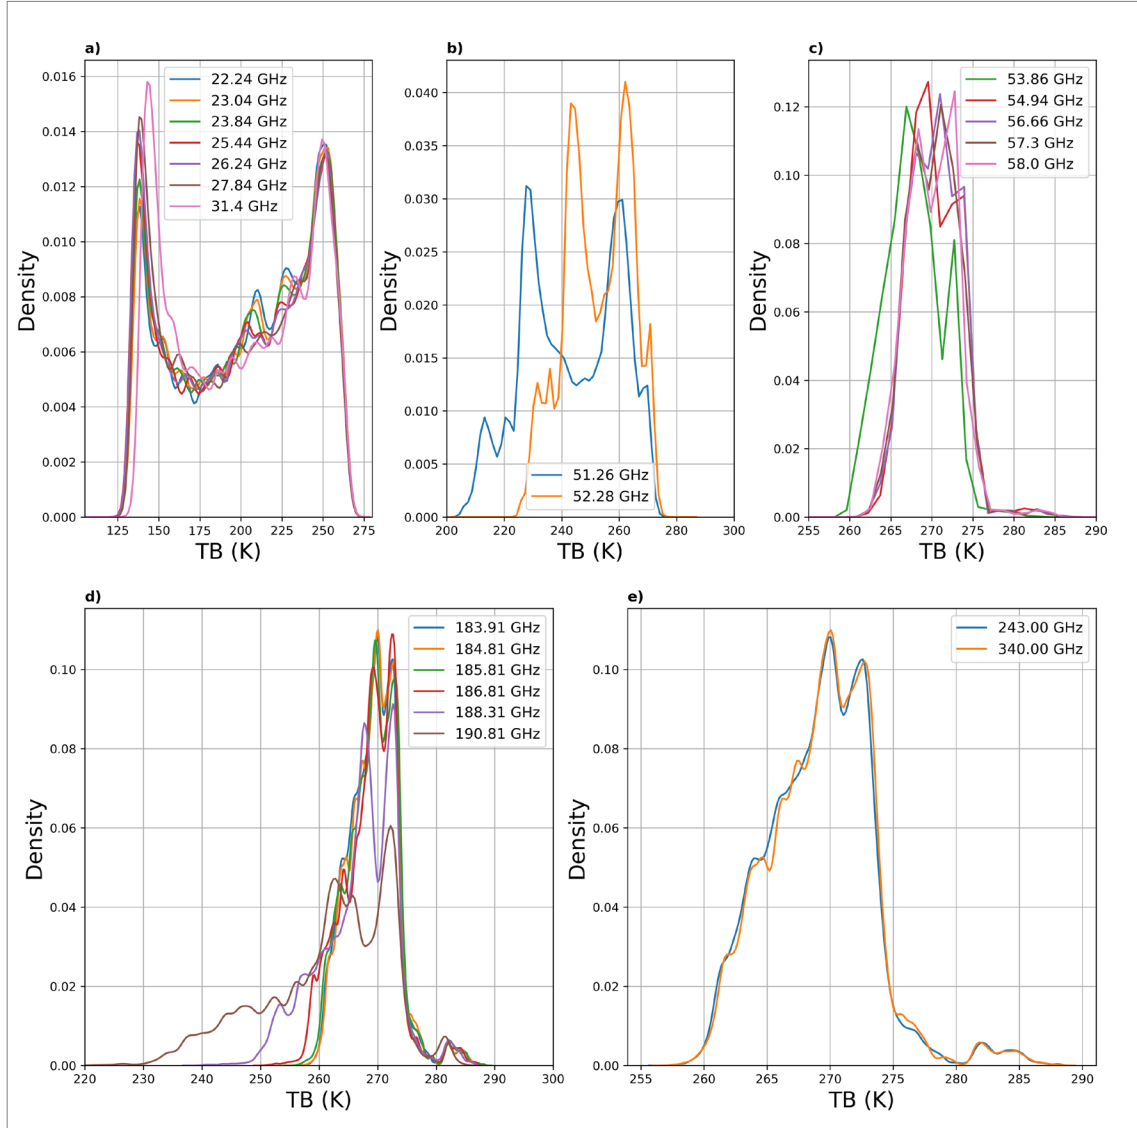 a)
0.016
0.014
0.012
0.010
0.008
0.006
0.004
0.002
0.000
Density
22.24 GHz
23.04 GHz
23.84 GHz
25.44 GHz
26.24 GHz
27.84 GHz
31.4 GHz
125 150 175 200 225 250 275
TB (K)
b)
0.040
0.035
0.030
0.025
0.020
0.015
0.010
0.005
0.000
Density
51.26 GHz
52.28 GHz
200 220 240 260 280 300
TB (K)
c)
0.12
0.10
0.08
0.06
0.04
0.02
0.00
Density
53.86 GHz
54.94 GHz
56.66 GHz
57.3 GHz
58.0 GHz
255 260 265 270 275 280 285 290
TB (K)
d)
0.10
0.08
0.06
0.04
0.02
0.00
Density
183.91 GHz
184.81 GHz
185.81 GHz
186.81 GHz
188.31 GHz
190.81 GHz
220 230 240 250 260 270 280 290 300
TB (K)
e)
0.10
0.08
0.06
0.04
0.02
0.00
Density
243.00 GHz
340.00 GHz
255 260 265 270 275 280 285 290
TB (K)